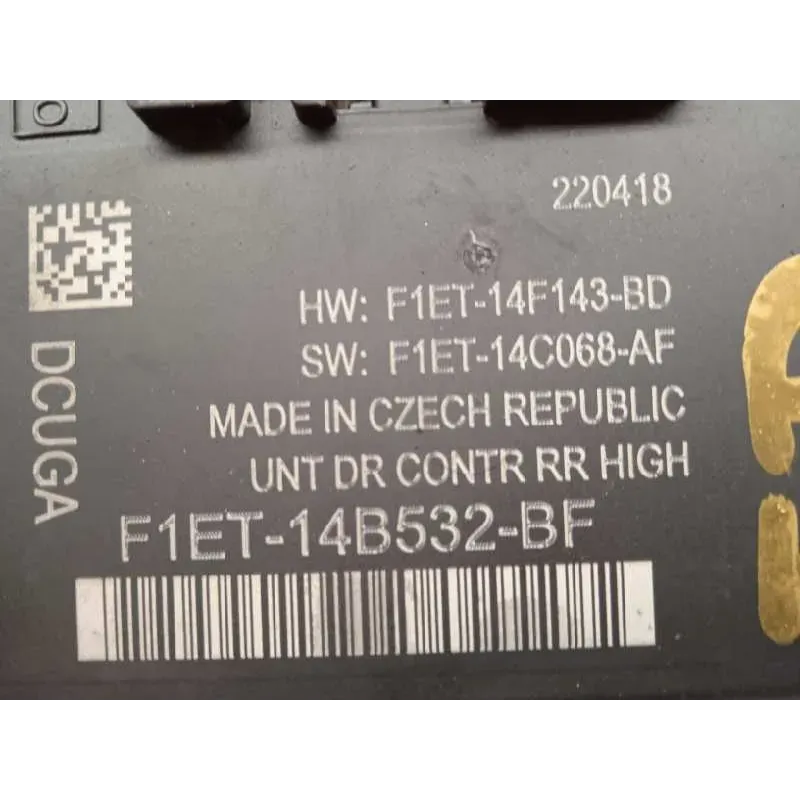 220418
HW: F1ET-14F143-BD
SW: F1ET-14C068-AF
MADE IN CZECH REPUBLIC
UNT DR CONTR RR HIGH
F1ET-14B532-BF
DCUGA